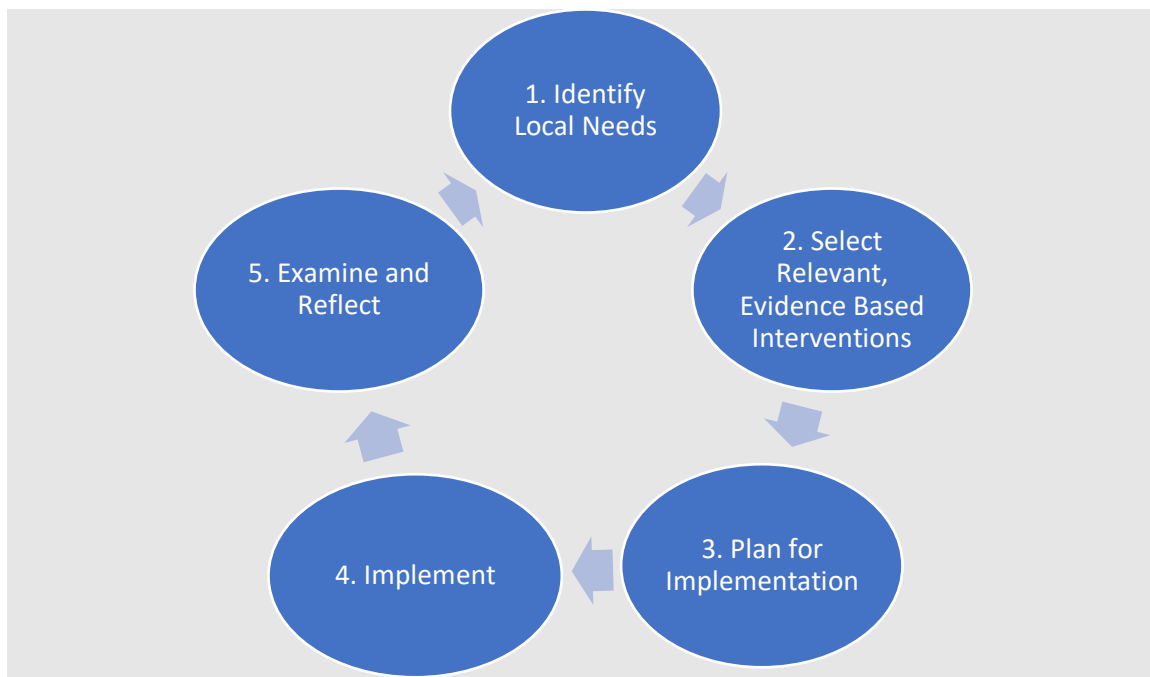 1. Identify
Local Needs
2. Select
Relevant,
Evidence Based
Interventions
3. Plan for
Implementation
4. Implement
5. Examine and
Reflect